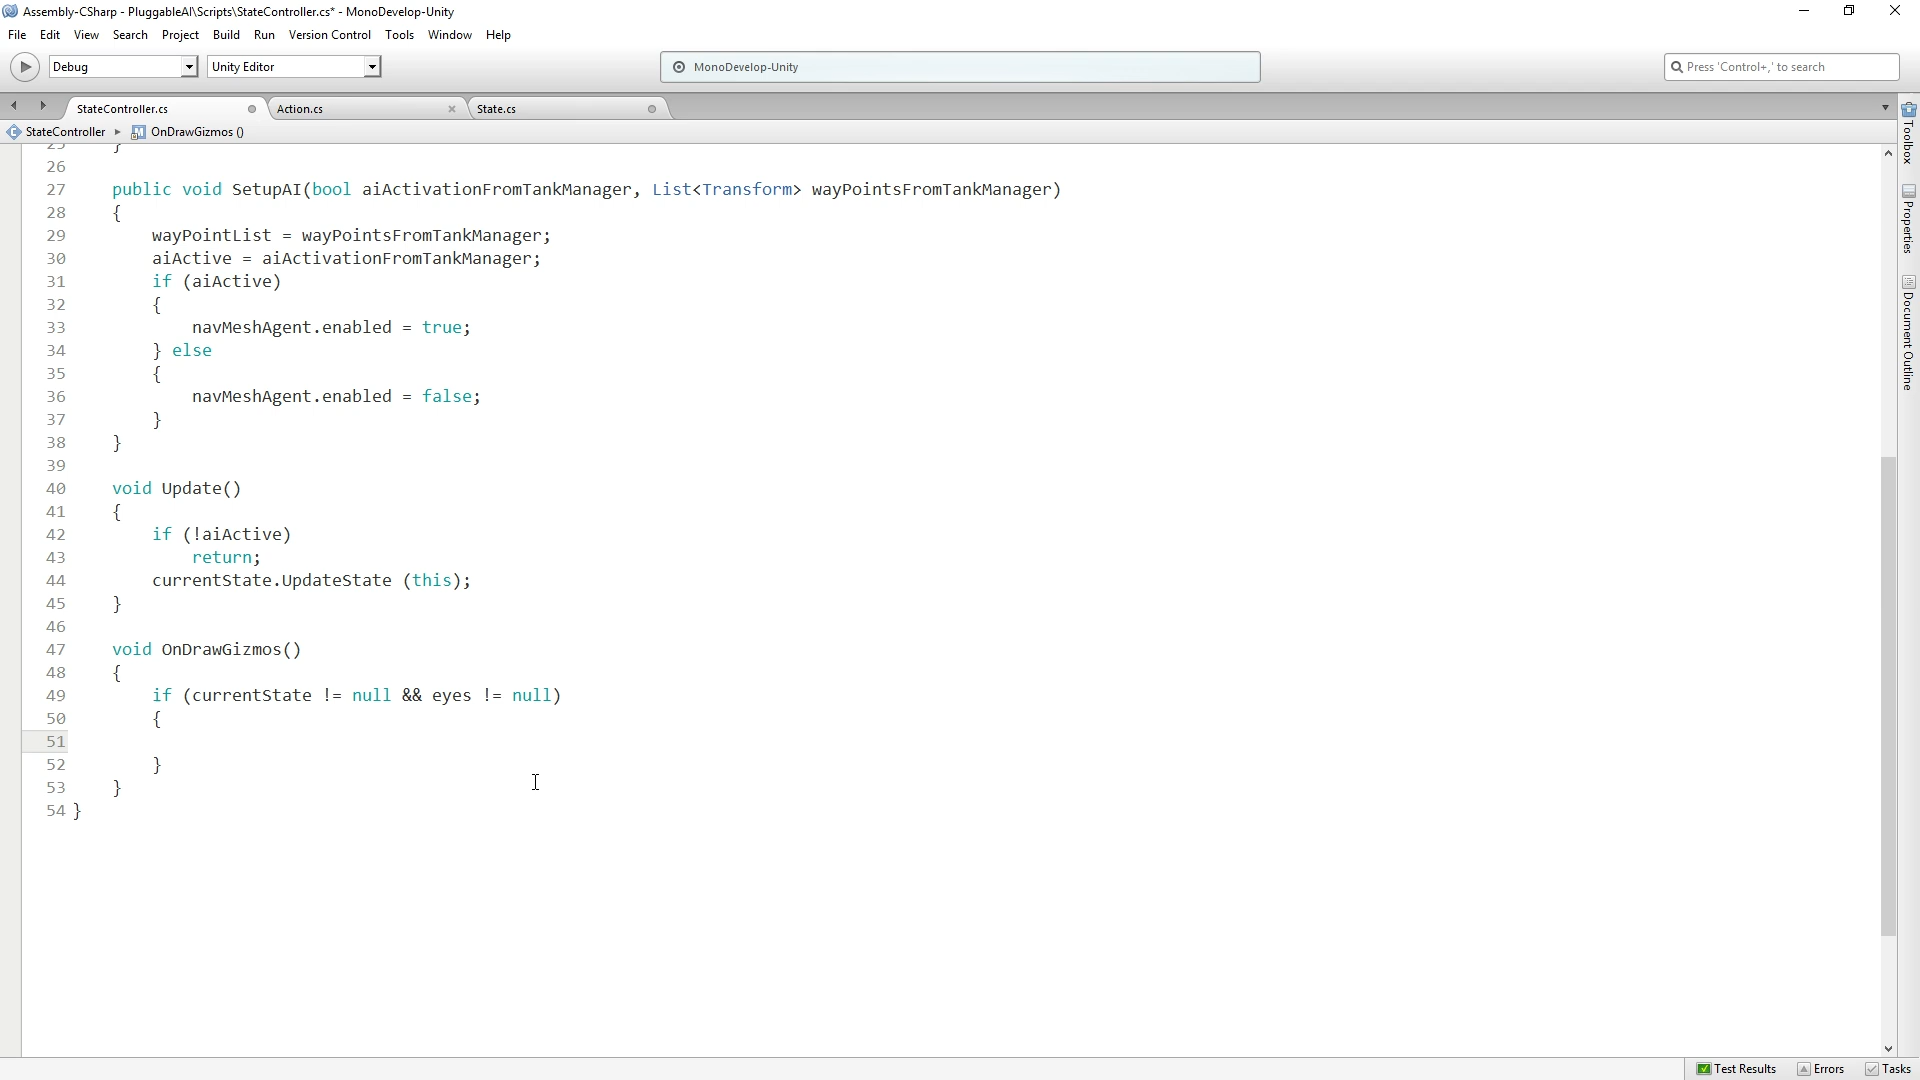 Assembly-CSharp - PluggableAI\Scripts\StateController.cs* - MonoDevelop-Unity
File Edit View Search Project Build Run Version Control Tools Window Help
Debug Unity Editor MonoDevelop-Unity Press 'Control+,' to search
StateController.cs Action.cs State.cs
StateController ▸ OnDrawGizmos ()
25 }
26
27 public void SetupAI(bool aiActivationFromTankManager, List<Transform> wayPointsFromTankManager)
28 {
29 wayPointList = wayPointsFromTankManager;
30 aiActive = aiActivationFromTankManager;
31 if (aiActive)
32 {
33 navMeshAgent.enabled = true;
34 } else
35 {
36 navMeshAgent.enabled = false;
37 }
38 }
39
40 void Update()
41 {
42 if (!aiActive)
43 return;
44 currentState.UpdateState (this);
45 }
46
47 void OnDrawGizmos()
48 {
49 if (currentState != null && eyes != null)
50 {
51
52 }
53 }
54 }
Toolbox
Properties
Document Outline
Test Results Errors Tasks